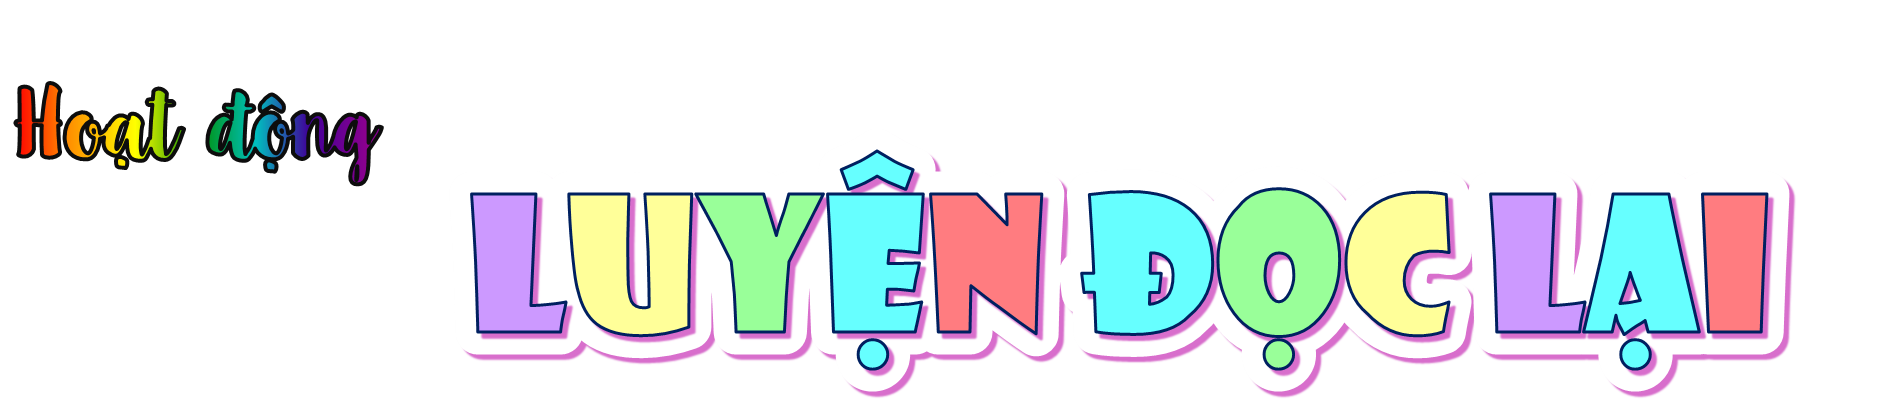 Hoạt động
LUYỆN ĐỌC LẠI